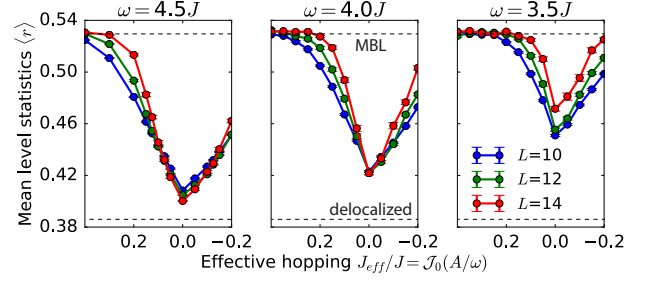 ω = 4.5J ω = 4.0J ω = 3.5J
Mean level statistics ⟨r⟩
0.54
0.50
0.46
0.42
0.38
MBL
delocalized
L=10
L=12
L=14
0.2 0.0 −0.2 0.2 0.0 −0.2 0.2 0.0 −0.2
Effective hopping J_eff/J = 𝒥_0(A/ω)